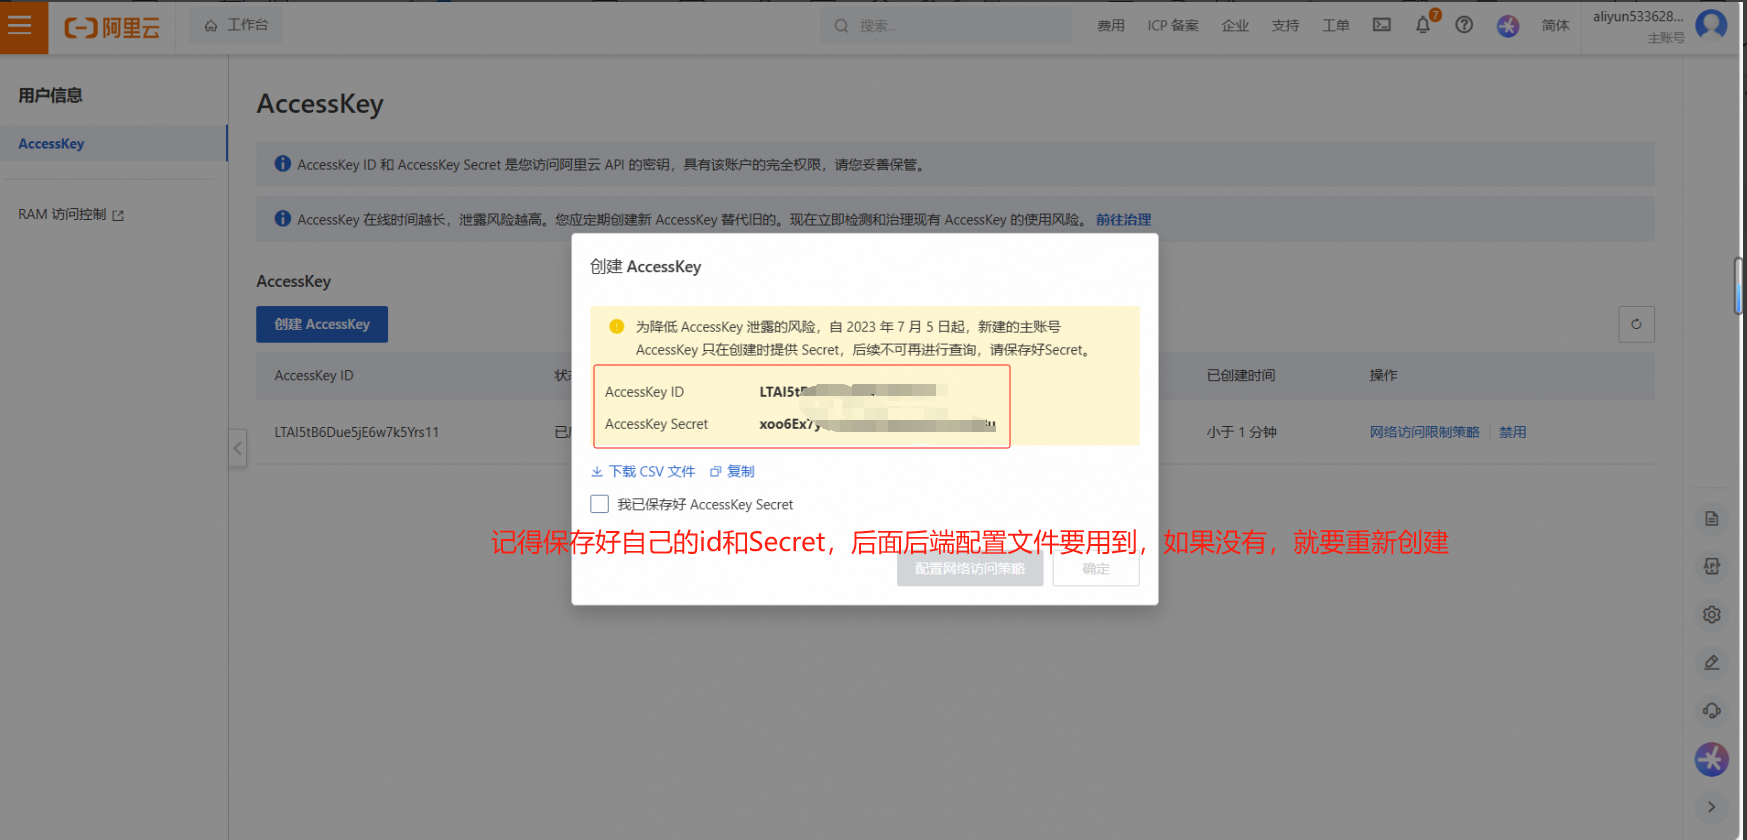 阿里云
工作台
搜索...
费用
ICP 备案
企业
支持
工单
7
简体
aliyun533628...
主账号
用户信息
AccessKey
RAM 访问控制
AccessKey
AccessKey ID 和 AccessKey Secret 是您访问阿里云 API 的密钥，具有该账户的完全权限，请您妥善保管。
AccessKey 在线时间越长，泄露风险越高。您应定期创建新 AccessKey 替代旧的。现在立即检测和治理现有 AccessKey 的使用风险。 前往治理
AccessKey
创建 AccessKey
AccessKey ID
已创建时间
操作
LTAI5tB6Due5jE6w7k5Yrs11
小于 1 分钟
网络访问限制策略
禁用
创建 AccessKey
为降低 AccessKey 泄露的风险，自 2023 年 7 月 5 日起，新建的主账号
AccessKey 只在创建时提供 Secret，后续不可再进行查询，请保存好Secret。
AccessKey ID
LTAI5t
AccessKey Secret
xoo6Ex7y
下载 CSV 文件
复制
我已保存好 AccessKey Secret
记得保存好自己的id和Secret，后面后端配置文件要用到，如果没有，就要重新创建
配置网络访问策略
确定